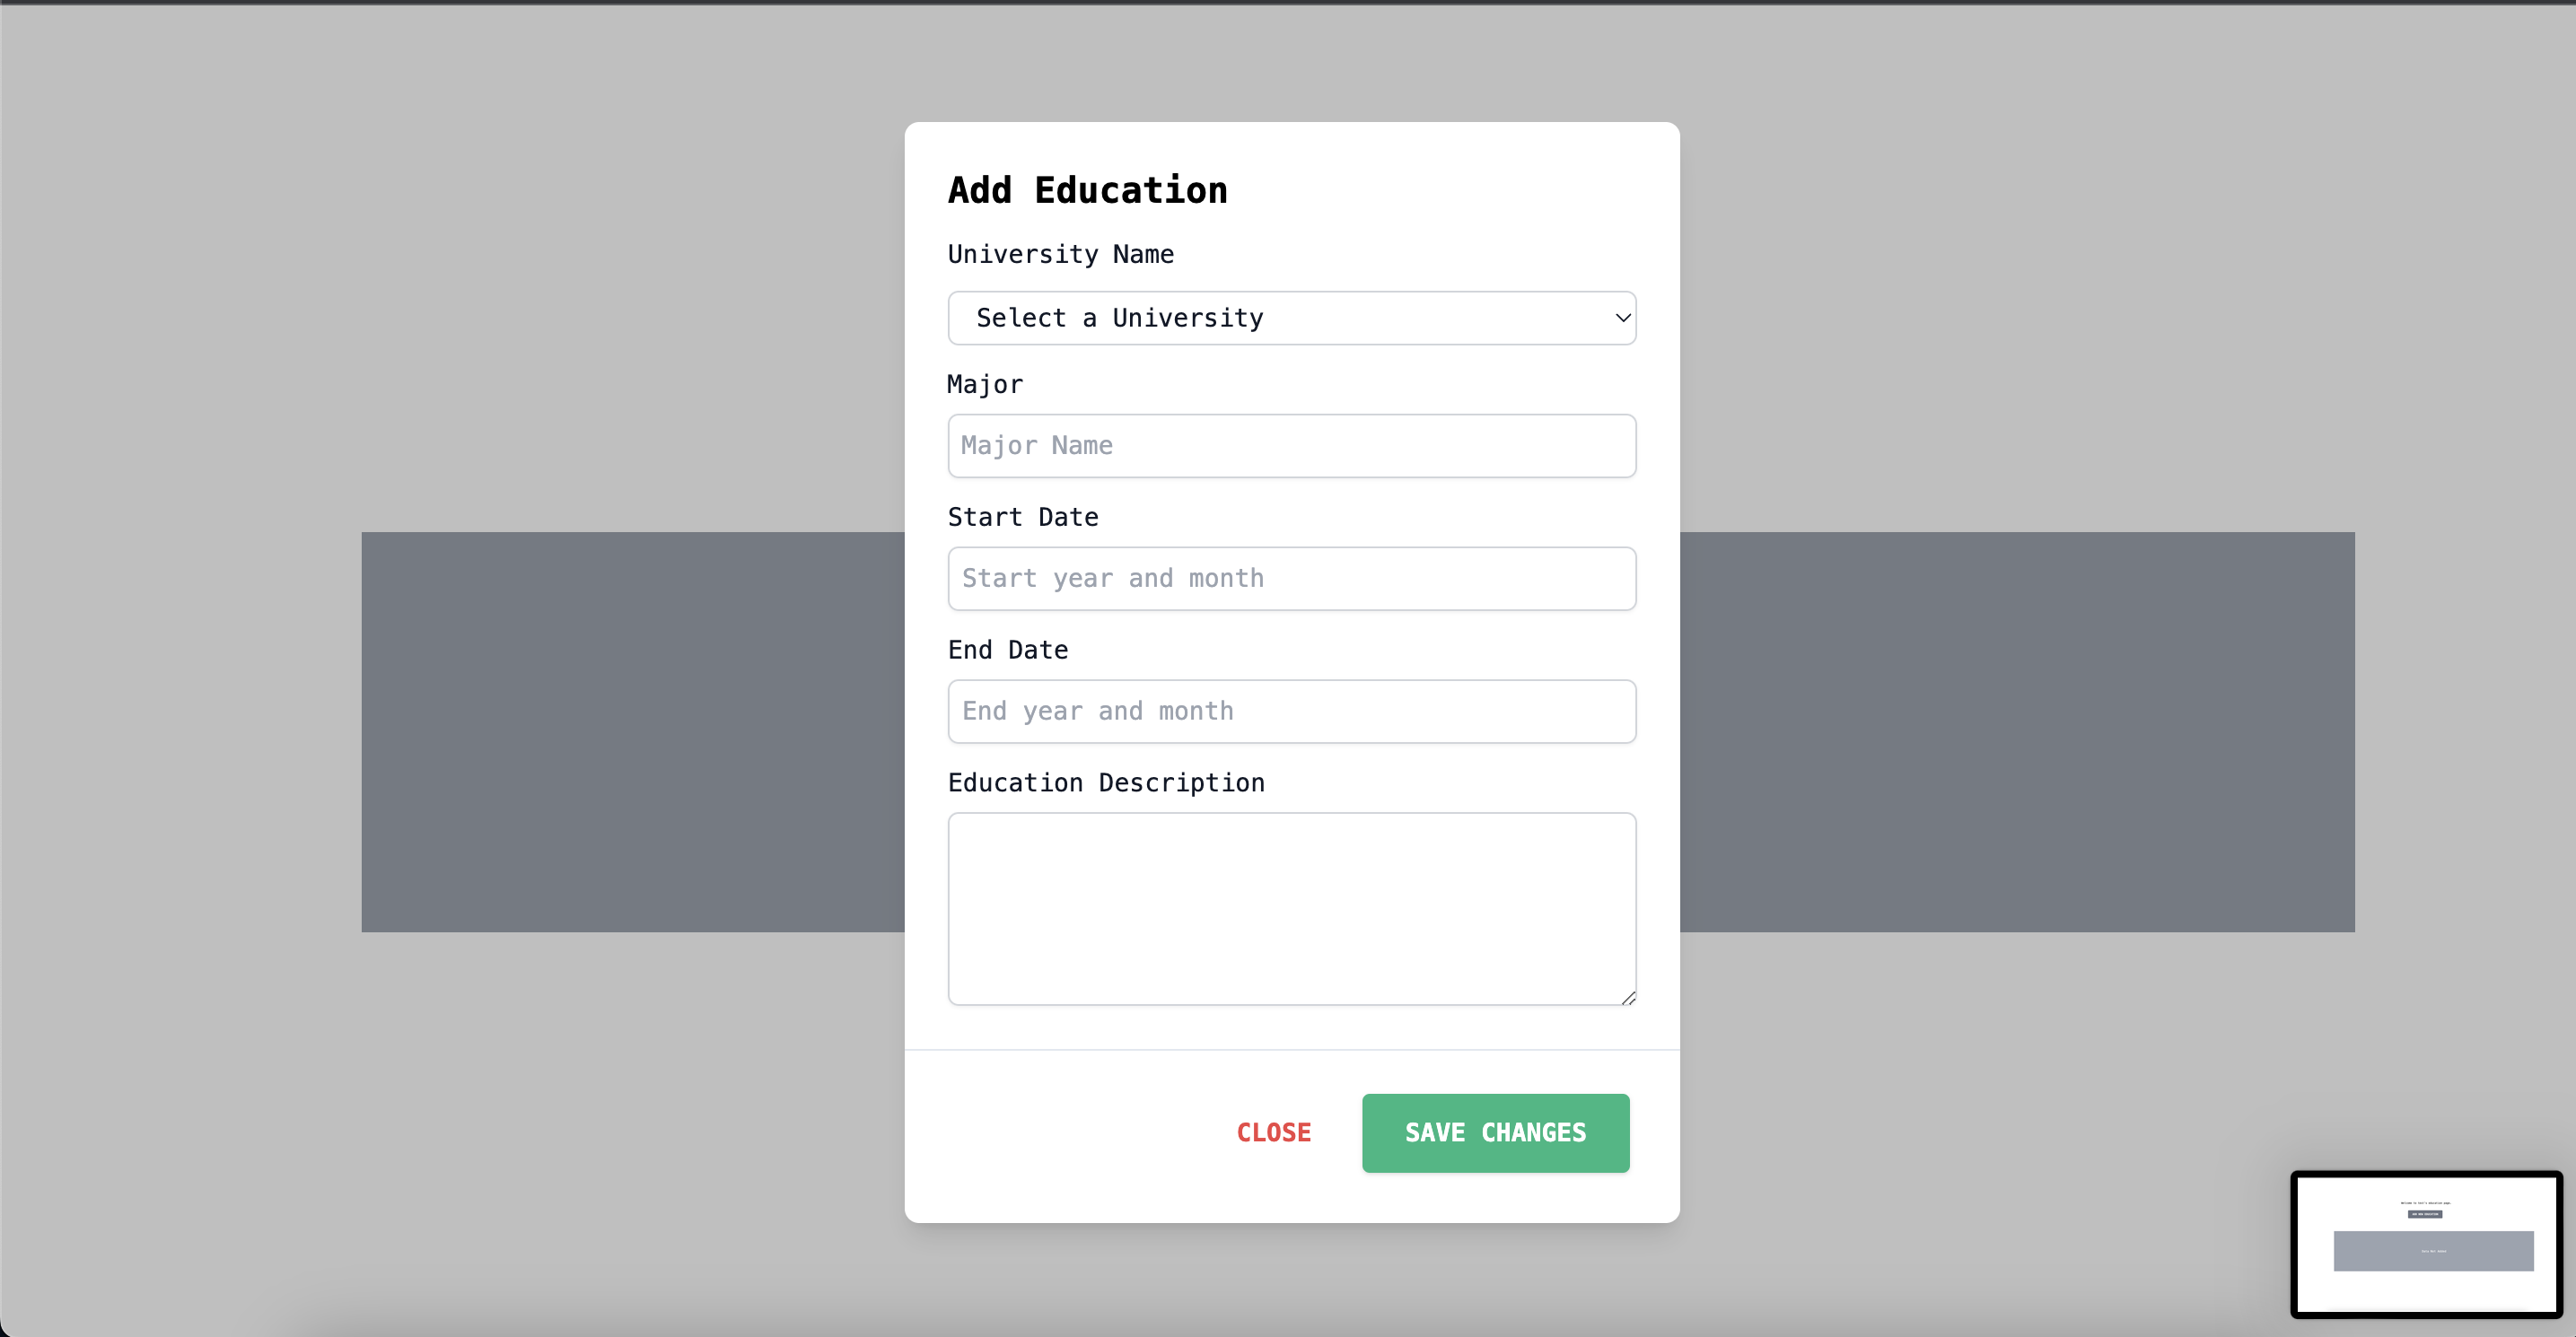 Add Education
University Name
Select a University
Major
Major Name
Start Date
Start year and month
End Date
End year and month
Education Description
CLOSE
SAVE CHANGES